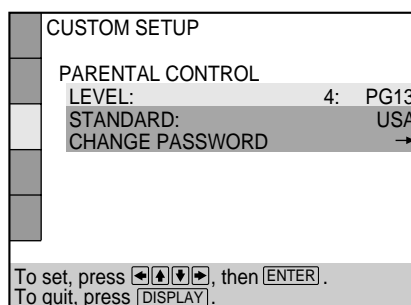 CUSTOM SETUP
PARENTAL CONTROL
LEVEL: 4: PG13
STANDARD: USA
CHANGE PASSWORD →
To set, press ←↑↓→, then ENTER.
To quit, press DISPLAY.